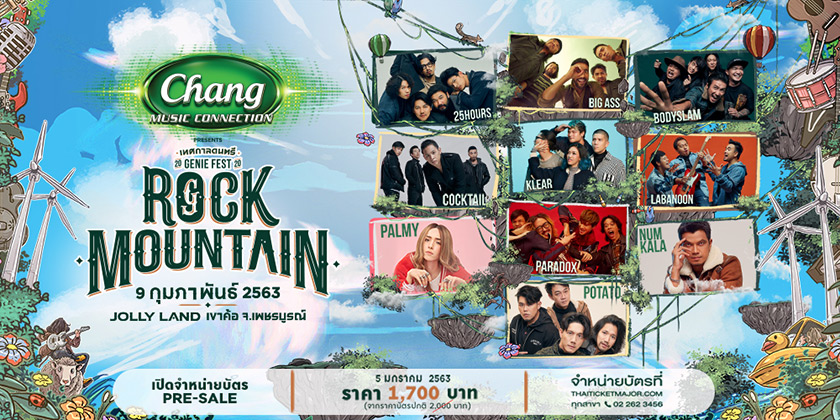 Chang
MUSIC CONNECTION
PRESENTS
เทศกาลดนตรี
20 GENIE FEST 20
ROCK
MOUNTAIN
9 กุมภาพันธ์ 2563
JOLLY LAND เขาค้อ จ.เพชรบูรณ์
25HOURS
BIG ASS
BODYSLAM
COCKTAIL
KLEAR
LABANOON
PALMY
PARADOX
NUM
KALA
POTATO
เปิดจำหน่ายบัตร
PRE-SALE
5 มกราคม 2563
ราคา 1,700 บาท
(จากราคาบัตรปกติ 2,000 บาท)
จำหน่ายบัตรที่
THAITICKETMAJOR.COM
ทุกสาขา 02 262 3456